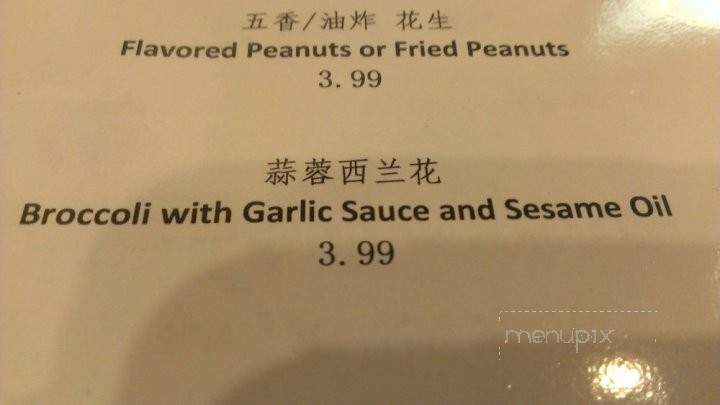 五香/油炸 花生
Flavored Peanuts or Fried Peanuts
3.99
蒜蓉西兰花
Broccoli with Garlic Sauce and Sesame Oil
3.99
menupix